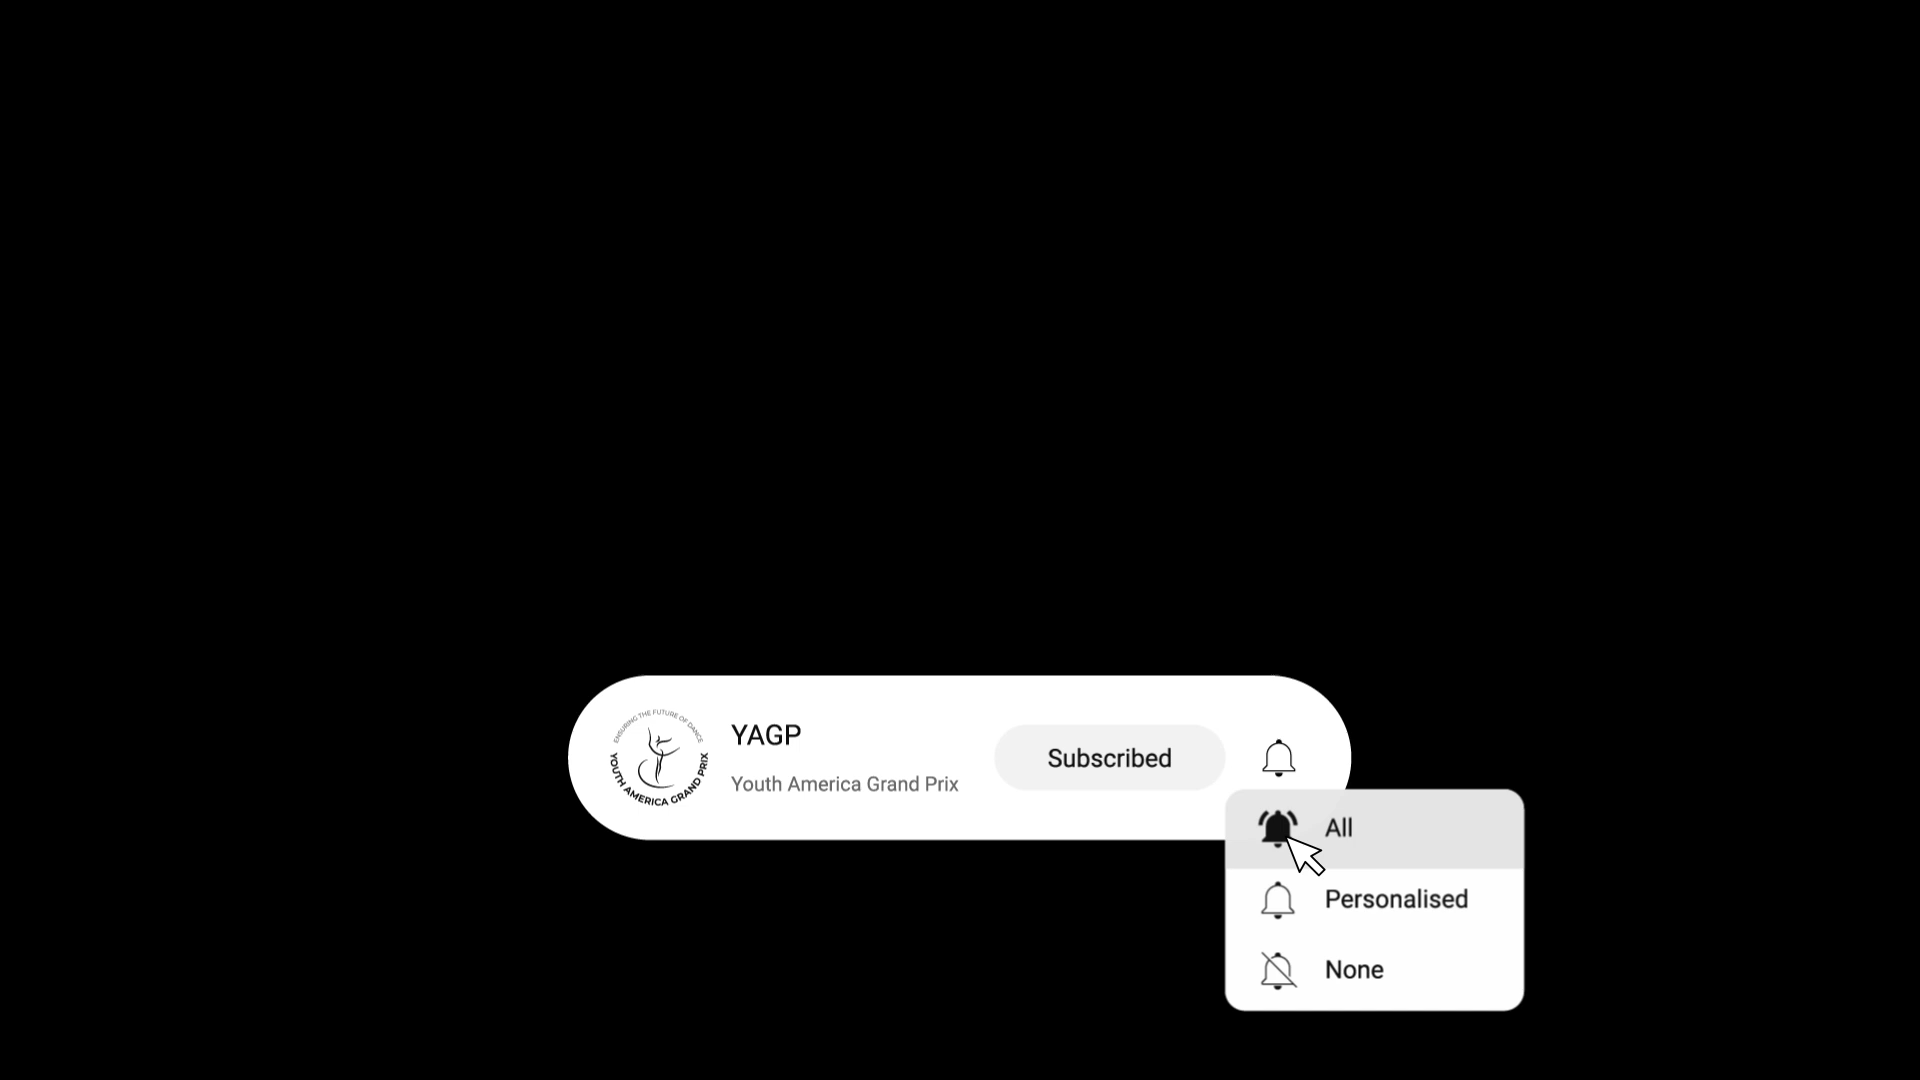 ENSURING THE FUTURE OF DANCE
YOUTH AMERICA GRAND PRIX
YAGP
Youth America Grand Prix
Subscribed
All
Personalised
None